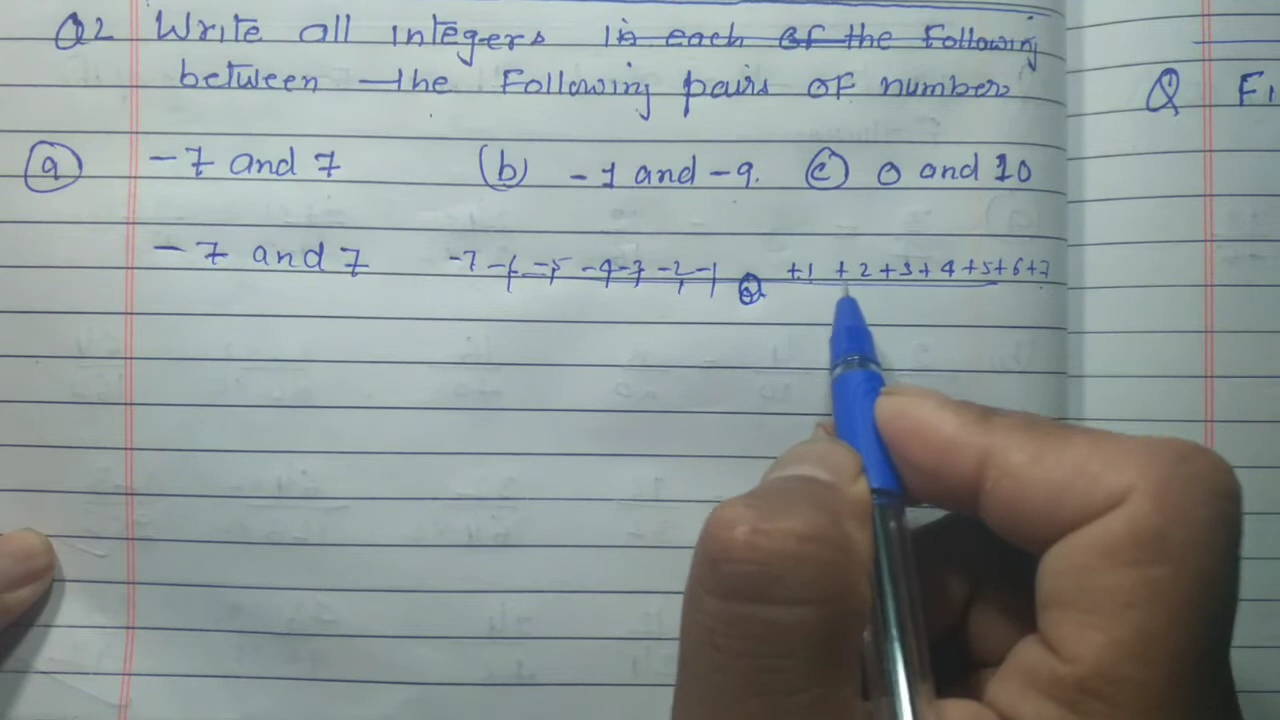 Q2 Write all integers in each of the following
between the Following pairs of number
(a) -7 and 7 (b) -1 and -9. (c) 0 and 10
-7 and 7 -7 -6 -5 -4 -3 -2 -1 0 +1 +2 +3 +4 +5 +6 +7
Q